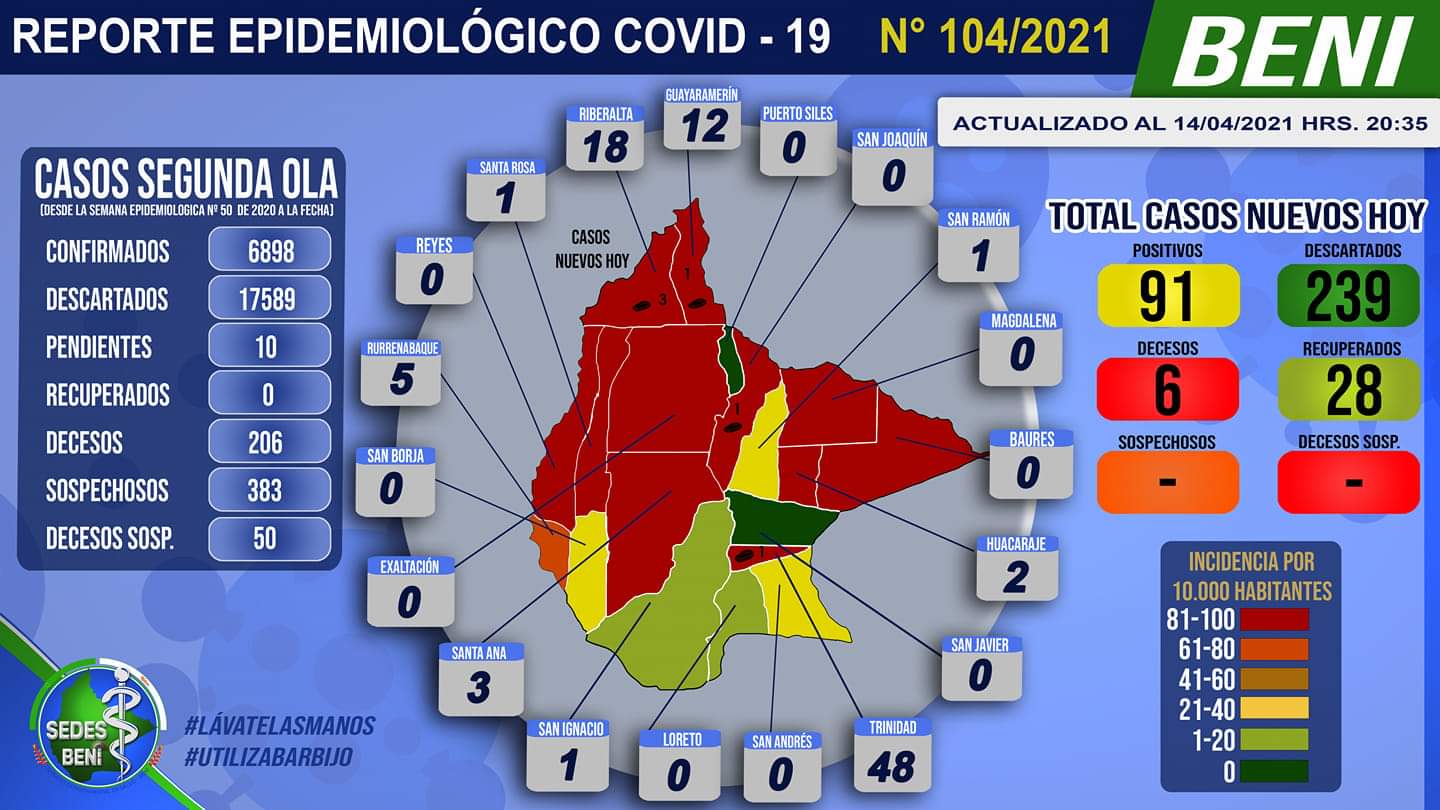 REPORTE EPIDEMIOLÓGICO COVID - 19 N° 104/2021
BENI
ACTUALIZADO AL 14/04/2021 HRS. 20:35
CASOS SEGUNDA OLA
(DESDE LA SEMANA EPIDEMIOLOGICA Nº 50 DE 2020 A LA FECHA)
CONFIRMADOS 6898
DESCARTADOS 17589
PENDIENTES 10
RECUPERADOS 0
DECESOS 206
SOSPECHOSOS 383
DECESOS SOSP. 50
CASOS
NUEVOS HOY
GUAYARAMERÍN
12
PUERTO SILES
0
SAN JOAQUÍN
0
SAN RAMÓN
1
MAGDALENA
0
BAURES
0
HUACARAJE
2
SAN JAVIER
0
TRINIDAD
48
SAN ANDRÉS
0
LORETO
0
SAN IGNACIO
1
SANTA ANA
3
EXALTACIÓN
0
SAN BORJA
0
RURRENABAQUE
5
REYES
0
SANTA ROSA
1
RIBERALTA
18
1
3
1
1
TOTAL CASOS NUEVOS HOY
POSITIVOS DESCARTADOS
91 239
DECESOS RECUPERADOS
6 28
SOSPECHOSOS DECESOS SOSP.
- -
INCIDENCIA POR
10.000 HABITANTES
81-100
61-80
41-60
21-40
1-20
0
SEDES
BENI
#LÁVATELASMANOS
#UTILIZABARBIJO